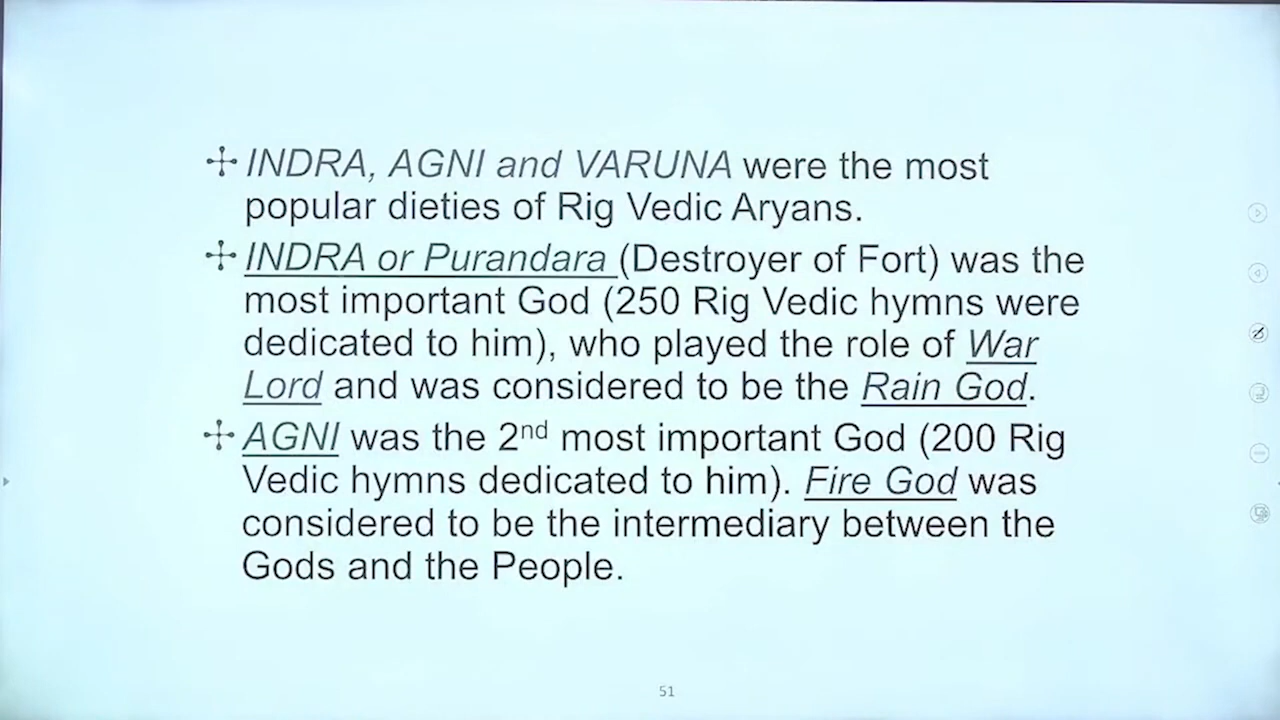 INDRA, AGNI and VARUNA were the most
popular dieties of Rig Vedic Aryans.
INDRA or Purandara (Destroyer of Fort) was the
most important God (250 Rig Vedic hymns were
dedicated to him), who played the role of War
Lord and was considered to be the Rain God.
AGNI was the 2nd most important God (200 Rig
Vedic hymns dedicated to him). Fire God was
considered to be the intermediary between the
Gods and the People.
51